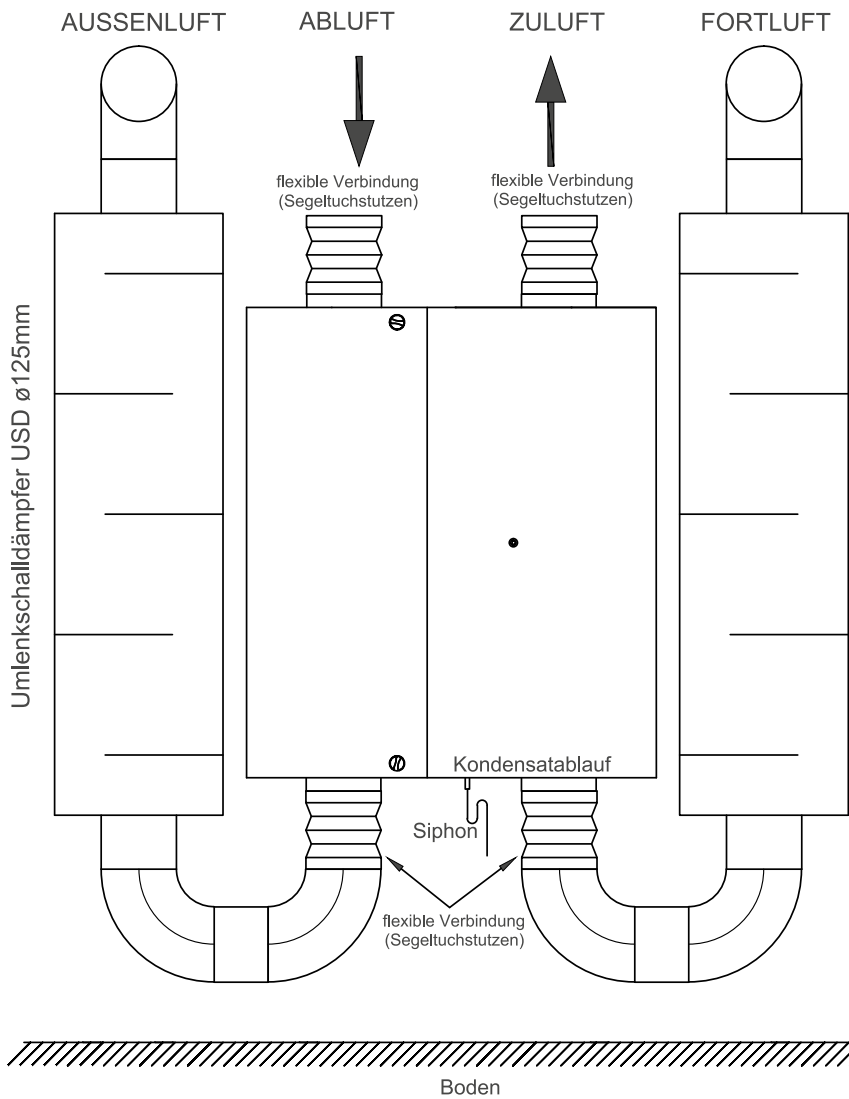 AUSSENLUFT
ABLUFT
ZULUFT
FORTLUFT
flexible Verbindung
(Segeltuchstutzen)
flexible Verbindung
(Segeltuchstutzen)
Umlenkschalldämpfer USD ø125mm
Kondensatablauf
Siphon
flexible Verbindung
(Segeltuchstutzen)
Boden